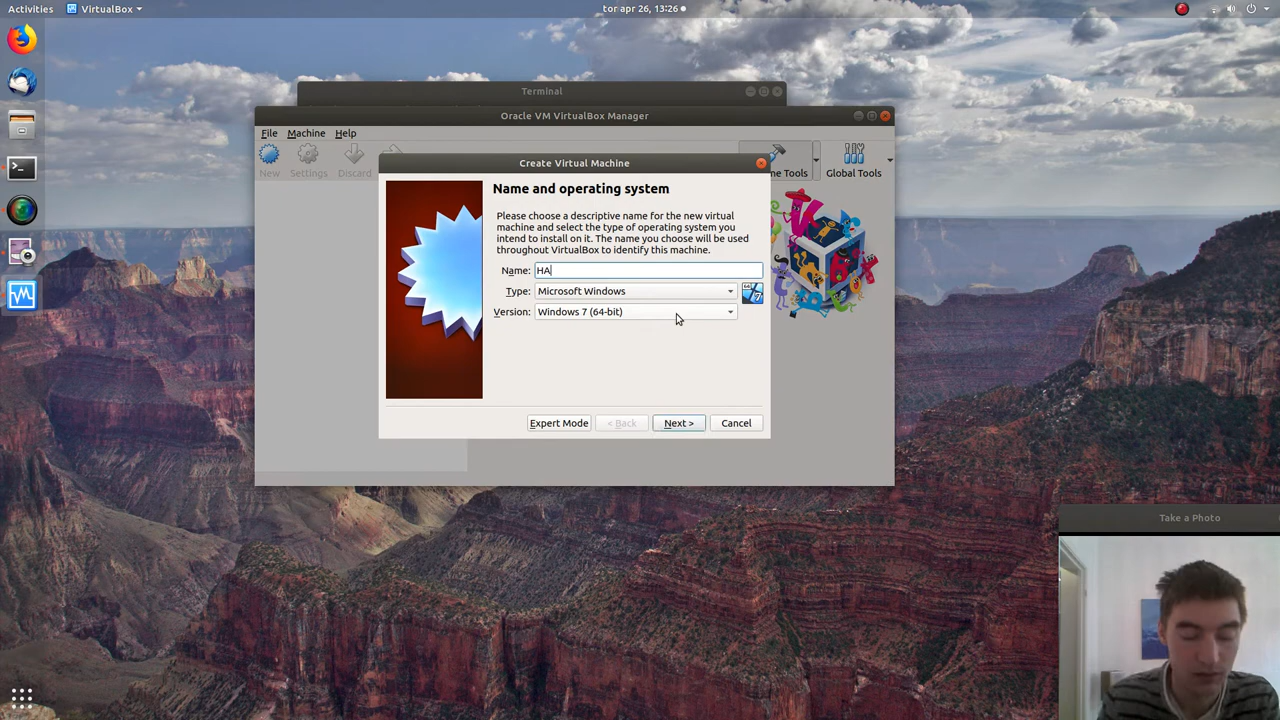 Activities VirtualBox tor apr 26, 13:26
Terminal
Oracle VM VirtualBox Manager
File Machine Help
New Settings Discard ne Tools Global Tools
Create Virtual Machine
Name and operating system
Please choose a descriptive name for the new virtual
machine and select the type of operating system you
intend to install on it. The name you choose will be used
throughout VirtualBox to identify this machine.
Name: HA
Type: Microsoft Windows
64
7
Version: Windows 7 (64-bit)
Expert Mode < Back Next > Cancel
Take a Photo